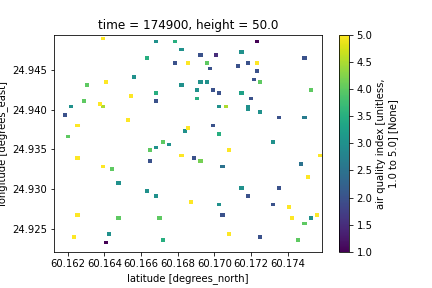 time = 174900, height = 50.0
24.945
24.940
24.935
24.930
24.925
longitude [degrees_east]
60.162 60.164 60.166 60.168 60.170 60.172 60.174
latitude [degrees_north]
5.0
4.5
4.0
3.5
3.0
2.5
2.0
1.5
1.0
air quality index [unitless,
1.0 to 5.0] [None]